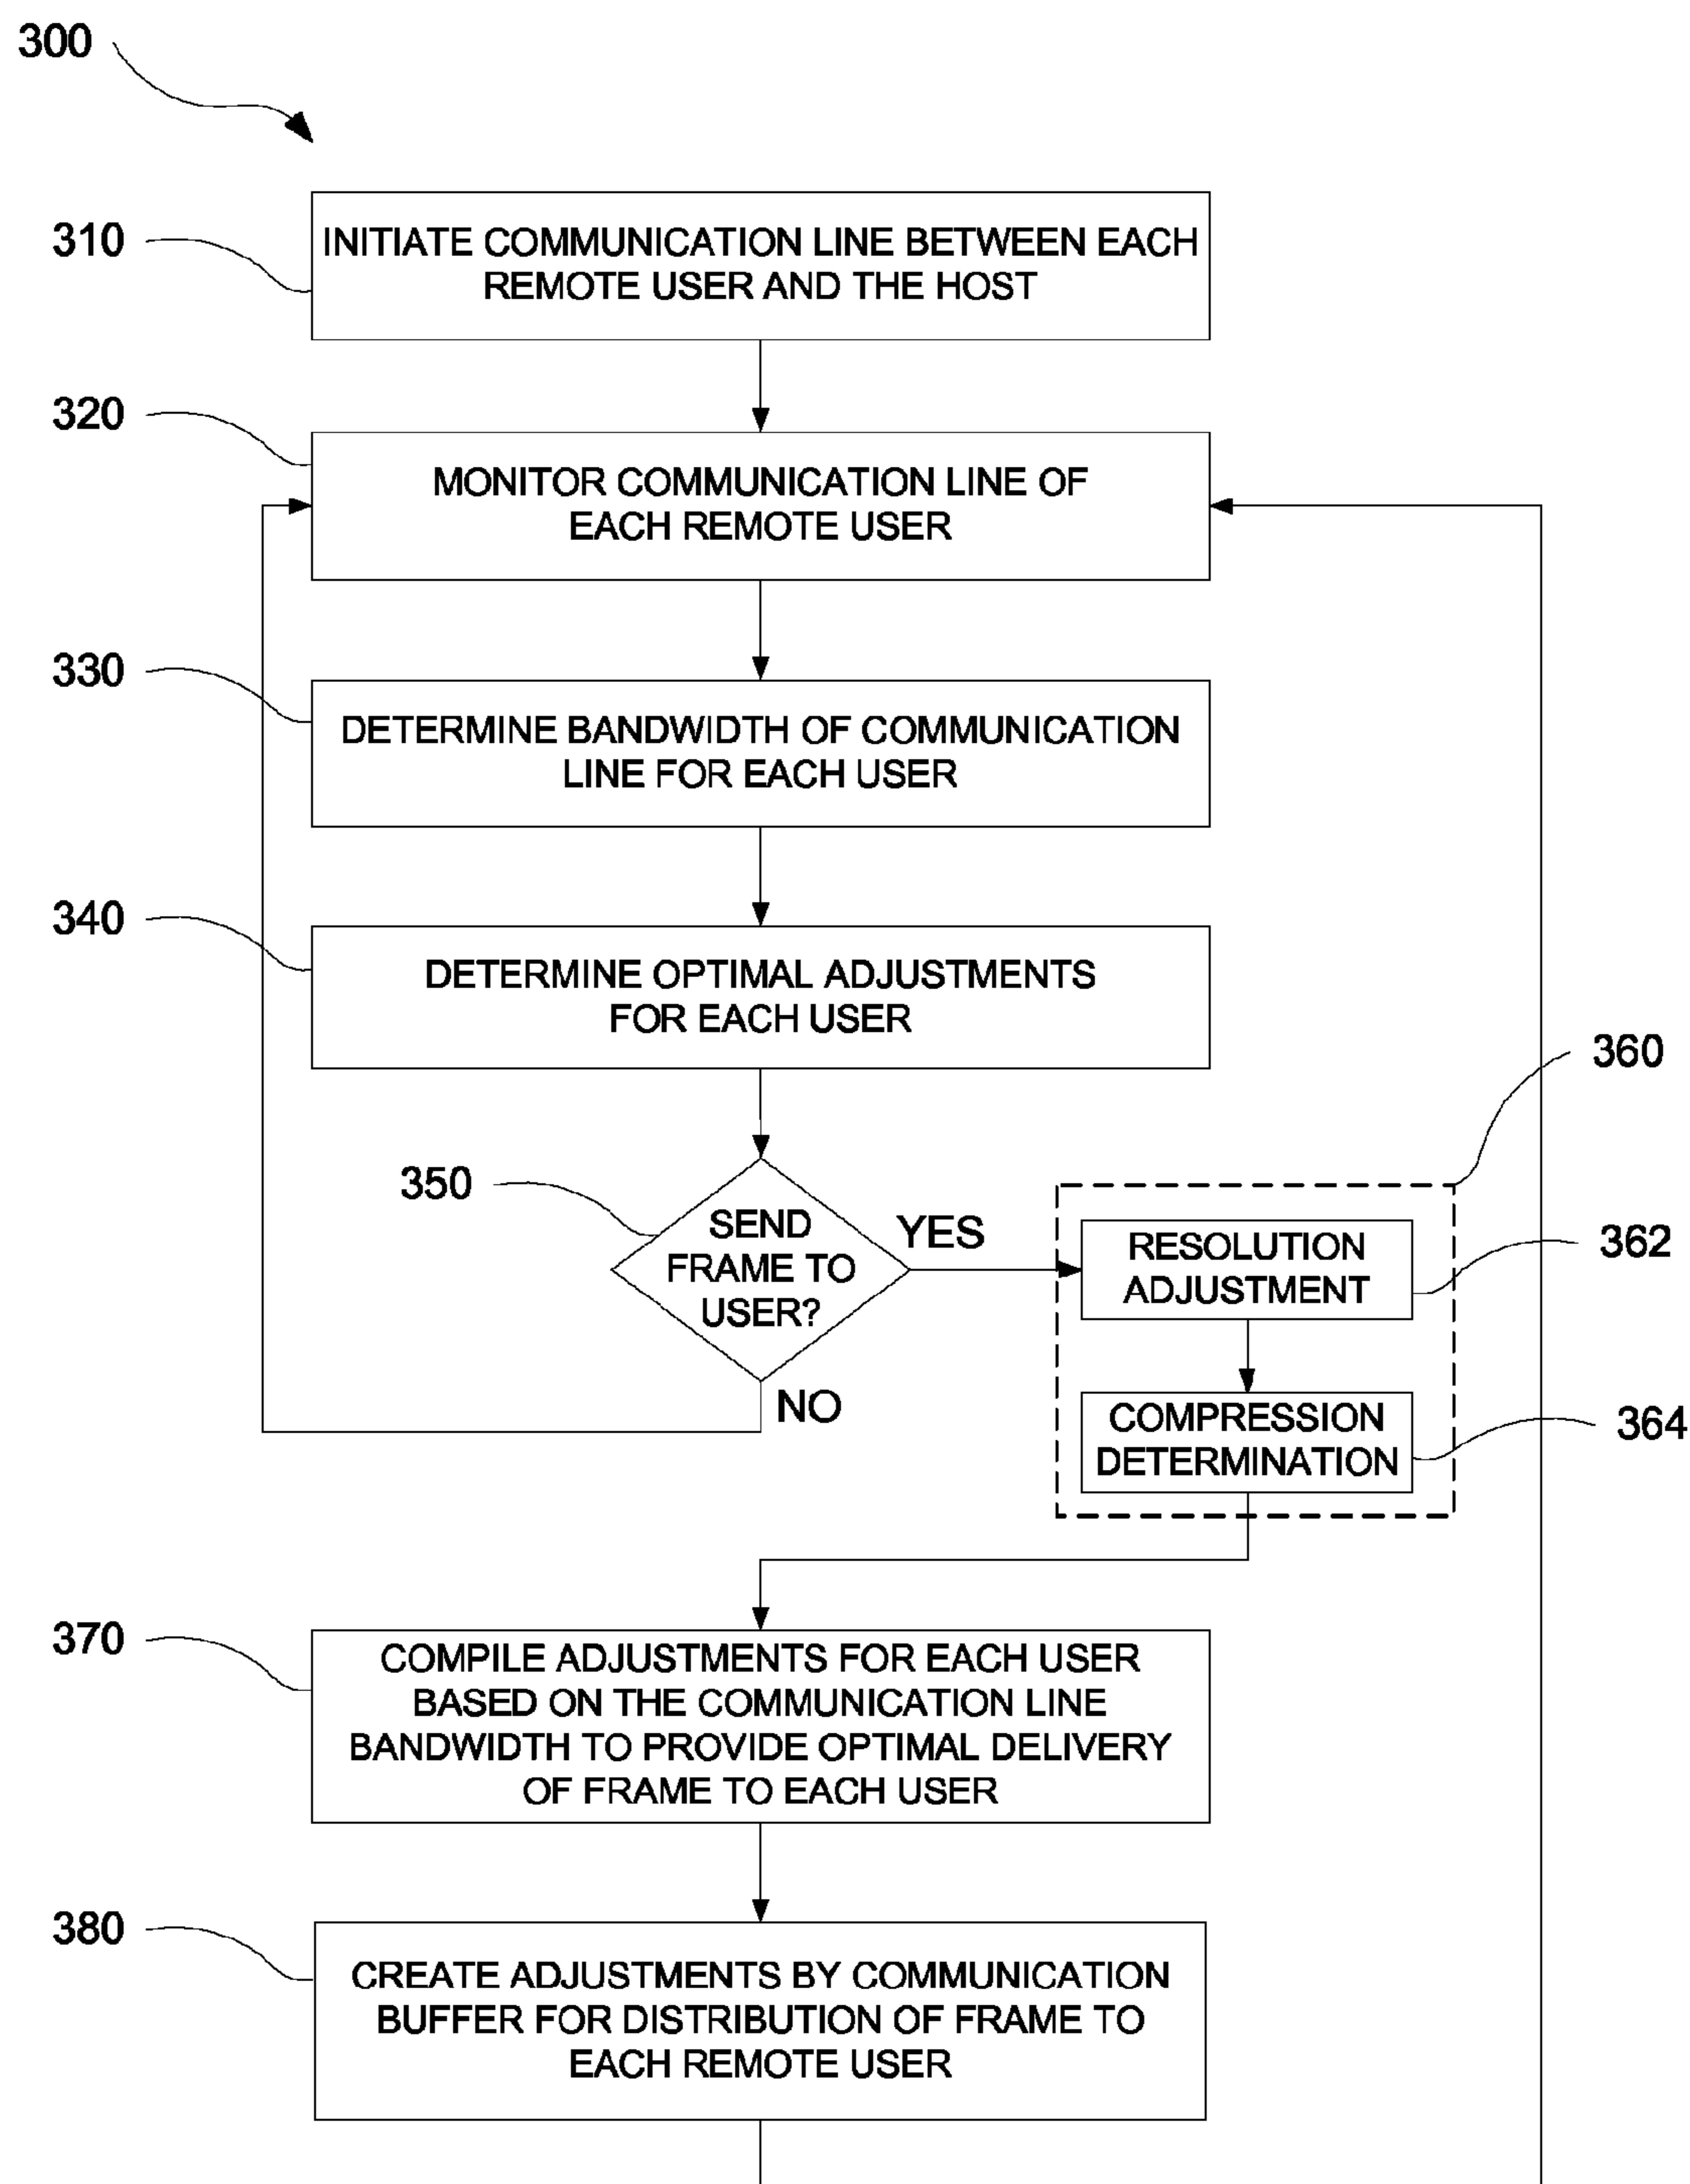 300
310
INITIATE COMMUNICATION LINE BETWEEN EACH
REMOTE USER AND THE HOST
320
MONITOR COMMUNICATION LINE OF
EACH REMOTE USER
330
DETERMINE BANDWIDTH OF COMMUNICATION
LINE FOR EACH USER
340
DETERMINE OPTIMAL ADJUSTMENTS
FOR EACH USER
350
SEND
FRAME TO
USER?
YES
NO
360
RESOLUTION
ADJUSTMENT
362
COMPRESSION
DETERMINATION
364
370
COMPILE ADJUSTMENTS FOR EACH USER
BASED ON THE COMMUNICATION LINE
BANDWIDTH TO PROVIDE OPTIMAL DELIVERY
OF FRAME TO EACH USER
380
CREATE ADJUSTMENTS BY COMMUNICATION
BUFFER FOR DISTRIBUTION OF FRAME TO
EACH REMOTE USER